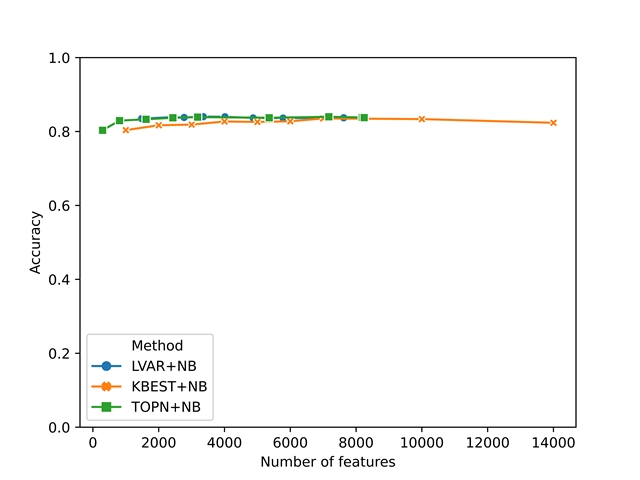 1.0
0.8
0.6
0.4
0.2
0.0
Accuracy
Method
LVAR+NB
KBEST+NB
TOPN+NB
0 2000 4000 6000 8000 10000 12000 14000
Number of features